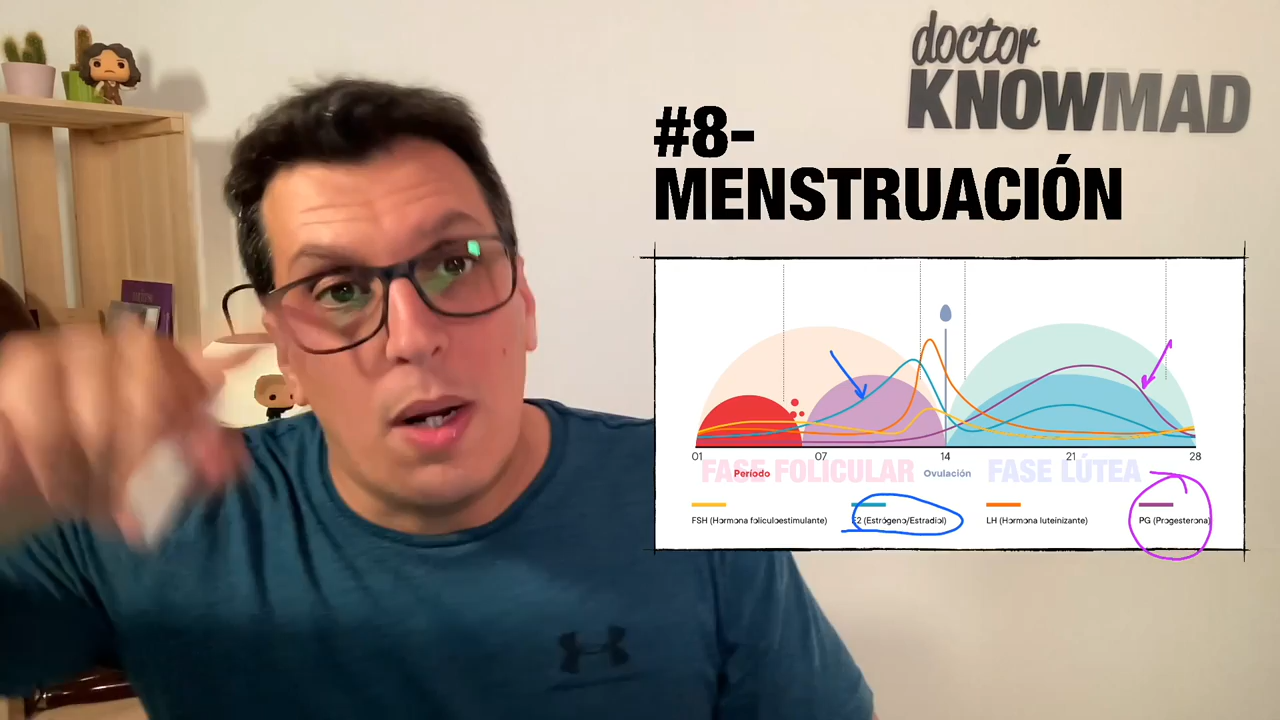 doctor
KNOWMAD
#8-
MENSTRUACIÓN
01 07 14 21 28
FASE FOLICULAR
Período
Ovulación
FASE LÚTEA
FSH (Hormona folículoestimulante)
E2 (Estrógeno/Estradiol)
LH (Hormona luteinizante)
PG (Progesterona)